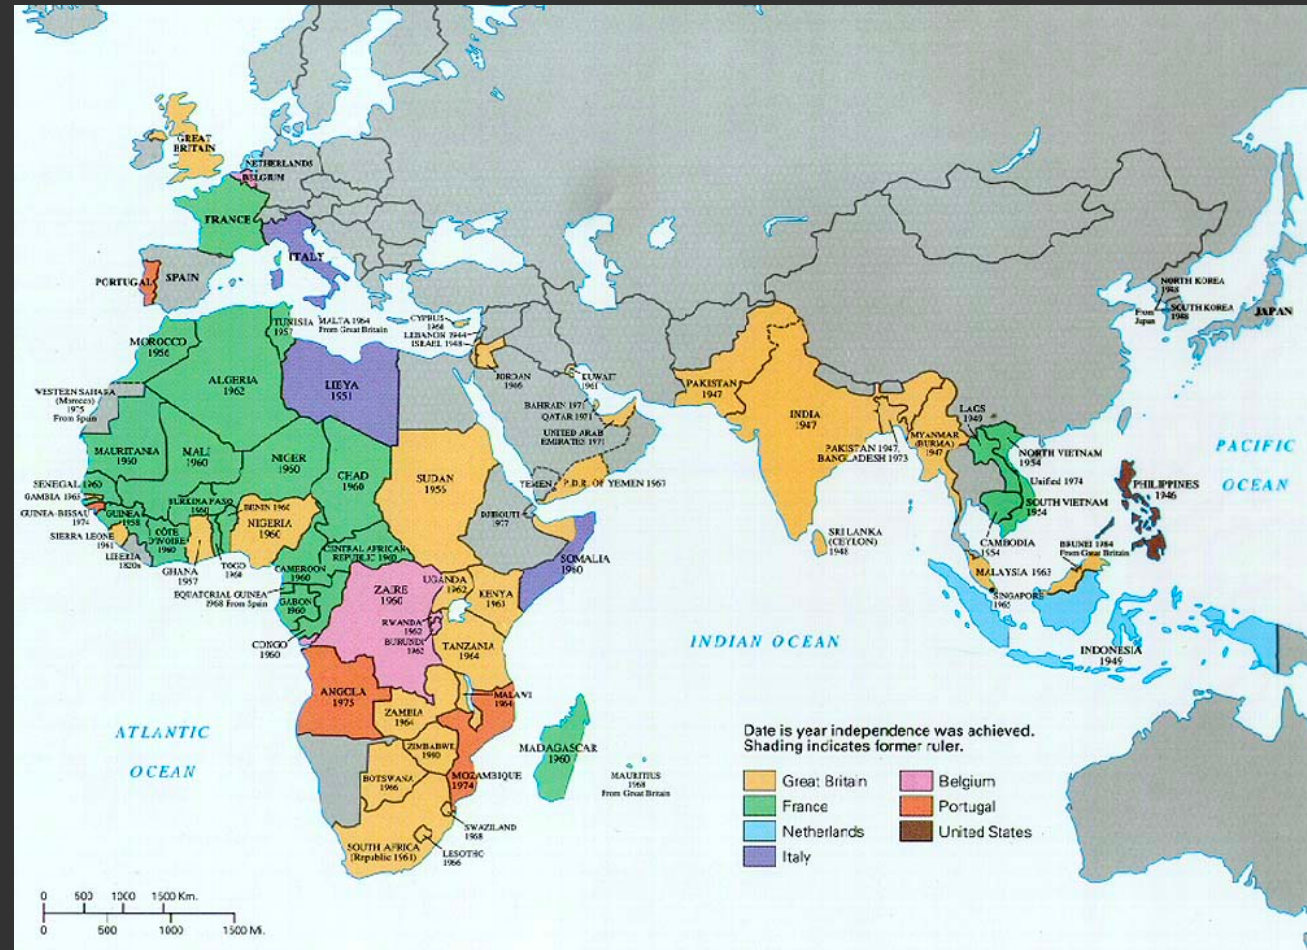 GREAT
BRITAIN
NETHERLANDS
BELGIUM
FRANCE
ITALY
PORTUGAL
SPAIN
NORTH KOREA
1948
SOUTH KOREA
1948
From
Japan
JAPAN
TUNISIA
1957
MALTA 1964
From Great Britain
CYPRUS
LEBANON 1944
ISRAEL 1948
MOROCCO
1956
JORDAN
1946
KUWAIT
1961
PAKISTAN
1947
ALGERIA
1962
LIBYA
1951
WESTERN SAHARA
(Morocco)
1975
From Spain
BAHRAIN 1971
QATAR 1971
UNITED ARAB
EMIRATES 1971
INDIA
1947
LAOS
1949
MYANMAR
(BURMA)
1947
PAKISTAN 1947,
BANGLADESH 1973
NORTH VIETNAM
1954
Unified 1974
SOUTH VIETNAM
1954
PACIFIC
OCEAN
PHILIPPINES
1946
MAURITANIA
1960
MALI
1960
NIGER
1960
CHAD
1960
SUDAN
1956
YEMEN
P.D.R. OF YEMEN 1967
SENEGAL 1960
GAMBIA 1965
GUINEA-BISSAU
1974
GUINEA
1958
BURKINA FASO
1960
BENIN 1960
NIGERIA
1960
DJIBOUTI
1977
SIERRA LEONE
1961
LIBERIA
1820s
CÔTE
D'IVOIRE
1960
GHANA
1957
TOGO
1960
CENTRAL AFRICAN
REPUBLIC 1960
CAMEROON
1960
SOMALIA
1960
SRI LANKA
(CEYLON)
1948
CAMBODIA
1954
BRUNEI 1984
From Great Britain
MALAYSIA 1963
SINGAPORE
1965
EQUATORIAL GUINEA
1968 From Spain
GABON
1960
ZAIRE
1960
UGANDA
1962
KENYA
1963
RWANDA
1962
BURUNDI
1962
CONGO
1960
TANZANIA
1964
INDIAN OCEAN
INDONESIA
1949
ANGOLA
1975
MALAWI
1964
ZAMBIA
1964
ATLANTIC
OCEAN
ZIMBABWE
1980
MOZAMBIQUE
1974
MADAGASCAR
1960
MAURITIUS
1968
From Great Britain
BOTSWANA
1966
SWAZILAND
1968
SOUTH AFRICA
(Republic 1961)
LESOTHO
1966
Date is year independence was achieved.
Shading indicates former ruler.
Great Britain
France
Netherlands
Italy
Belgium
Portugal
United States
0 500 1000 1500 Km.
0 500 1000 1500 Mi.